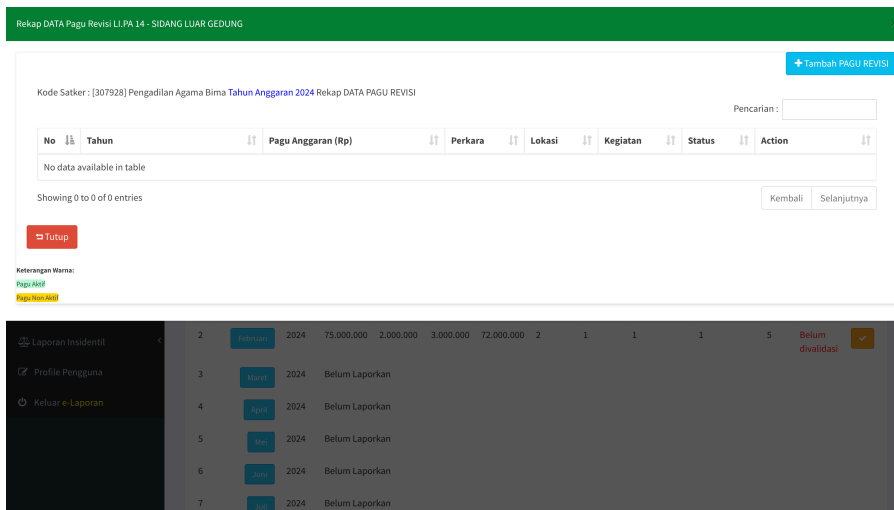 Rekap DATA Pagu Revisi LI.PA 14 - SIDANG LUAR GEDUNG
+ Tambah PAGU REVISI
Kode Satker : [307928] Pengadilan Agama Bima Tahun Anggaran 2024 Rekap DATA PAGU REVISI
Pencarian :
No Tahun Pagu Anggaran (Rp) Perkara Lokasi Kegiatan Status Action
No data available in table
Showing 0 to 0 of 0 entries
Kembali Selanjutnya
Tutup
Keterangan Warna:
Pagu Aktif
Pagu Non Aktif
Laporan Insidentil
2 Februari 2024 75.000.000 2.000.000 3.000.000 72.000.000 2 1 1 1 5 Belum
divalidasi
Profile Pengguna
3 Maret 2024 Belum Laporkan
Keluar e-Laporan
4 April 2024 Belum Laporkan
5 Mei 2024 Belum Laporkan
6 Juni 2024 Belum Laporkan
7 Juli 2024 Belum Laporkan